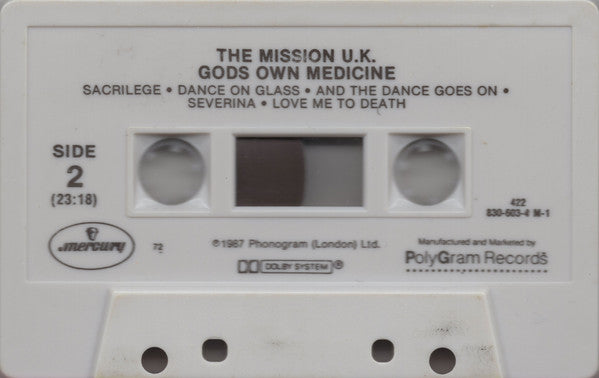 THE MISSION U.K.
GODS OWN MEDICINE
SACRILEGE • DANCE ON GLASS • AND THE DANCE GOES ON •
SEVERINA • LOVE ME TO DEATH
SIDE
2
(23:18)
422
830-603-4 M-1
mercury
72
℗1987 Phonogram (London) Ltd.
DOLBY SYSTEM ®
Manufactured and Marketed by
PolyGram Records